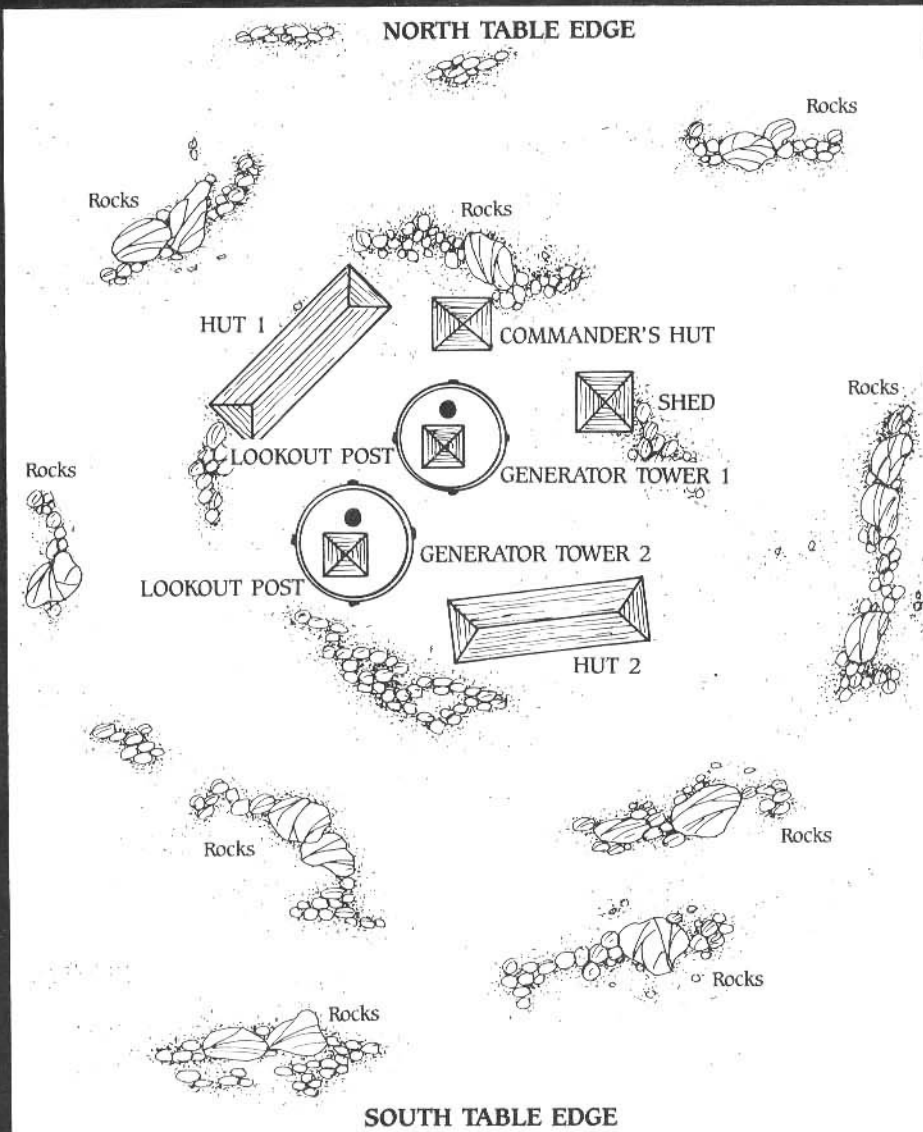 NORTH TABLE EDGE
Rocks
Rocks
Rocks
HUT 1
COMMANDER'S HUT
SHED
Rocks
LOOKOUT POST
GENERATOR TOWER 1
Rocks
GENERATOR TOWER 2
LOOKOUT POST
HUT 2
Rocks
Rocks
Rocks
Rocks
SOUTH TABLE EDGE